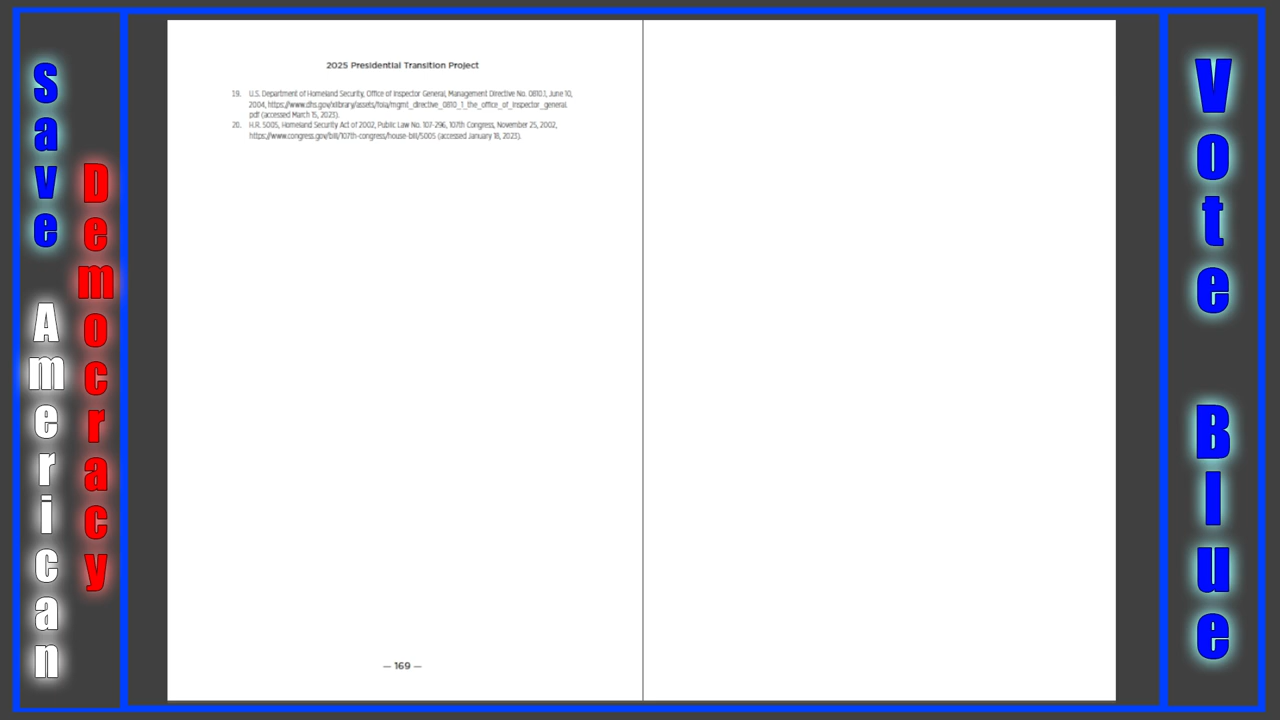 Save
American
Democracy
2025 Presidential Transition Project
19. U.S. Department of Homeland Security, Office of Inspector General, Management Directive No. 0810.1, June 10,
2004, https://www.dhs.gov/xlibrary/assets/foia/mgmt_directive_0810_1_the_office_of_inspector_general.
pdf (accessed March 15, 2023).
20. H.R. 5005, Homeland Security Act of 2002, Public Law No. 107-296, 107th Congress, November 25, 2002,
https://www.congress.gov/bill/107th-congress/house-bill/5005 (accessed January 18, 2023).
— 169 —
Vote
Blue